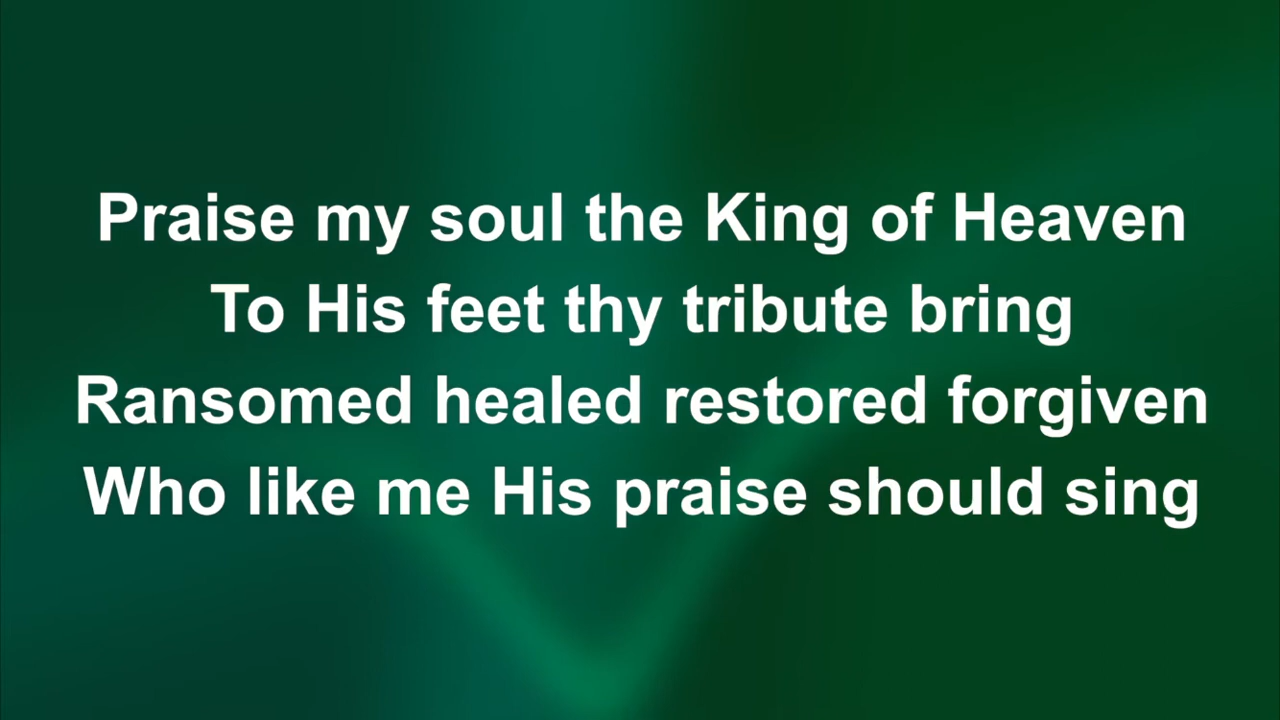 Praise my soul the King of Heaven
To His feet thy tribute bring
Ransomed healed restored forgiven
Who like me His praise should sing